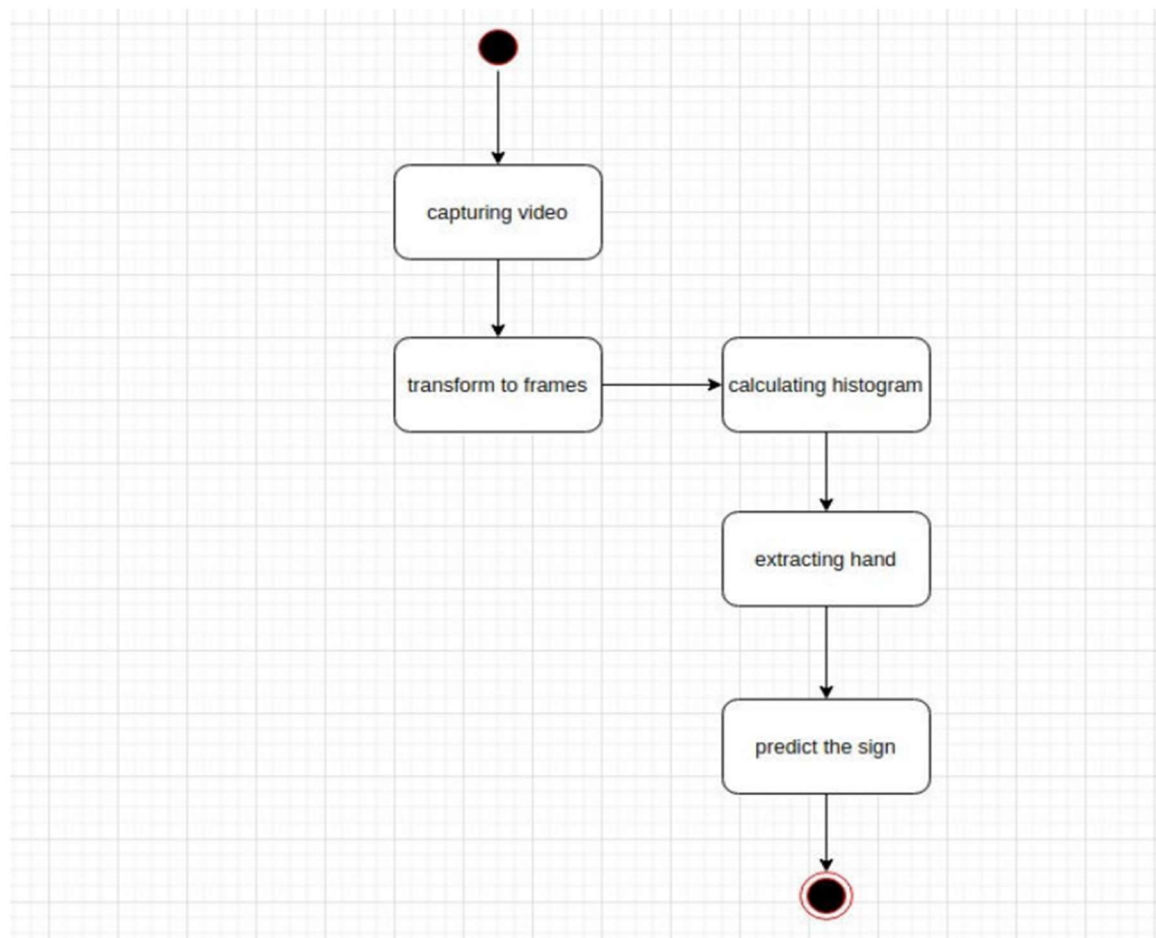 capturing video
transform to frames
calculating histogram
extracting hand
predict the sign